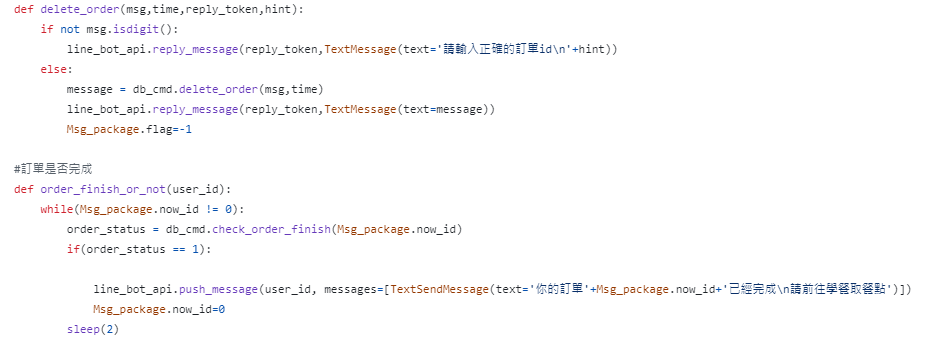 def delete_order(msg,time,reply_token,hint):
    if not msg.isdigit():
        line_bot_api.reply_message(reply_token,TextMessage(text='請輸入正確的訂單id\n'+hint))
    else:
        message = db_cmd.delete_order(msg,time)
        line_bot_api.reply_message(reply_token,TextMessage(text=message))
        Msg_package.flag=-1

#訂單是否完成
def order_finish_or_not(user_id):
    while(Msg_package.now_id != 0):
        order_status = db_cmd.check_order_finish(Msg_package.now_id)
        if(order_status == 1):

            line_bot_api.push_message(user_id, messages=[TextSendMessage(text='你的訂單'+Msg_package.now_id+'已經完成\n請前往學餐取餐點')])
            Msg_package.now_id=0
        sleep(2)